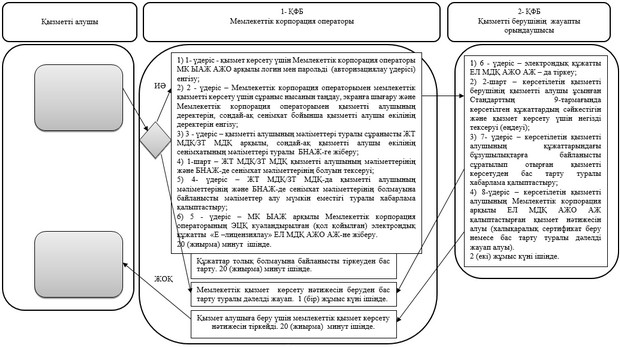 Қызметті алушы
1- ҚФБ
Мемлекеттік корпорация операторы
2- ҚФБ
Қызметті берушінің жауапты
орындаушысы
ИӘ
1) 1- үдеріс - қызмет көрсету үшін Мемлекеттік корпорация операторы
МК ЫАЖ АЖО арқылы логин мен парольді (авторизациялау үдерісі)
енгізу;
2) 2 - үдеріс – Мемлекеттік корпорация операторымен мемлекеттік
қызметті көрсету үшін сұраныс нысанын таңдау, экранға шығару және
Мемлекеттік корпорация операторымен қызметті алушының
деректерін, сондай-ақ сенімхат бойынша қызметті алушы өкілінің
деректерін енгізу;
3) 3 - үдеріс – қызметті алушының мәліметтері туралы сұранысты ЖТ
МДҚ/ЗТ МДҚ арқылы, сондай-ақ қызметті алушы өкілінің
сенімхатының мәліметтері туралы БНАЖ-ге жіберу;
4) 1-шарт – ЖТ МДҚ/ЗТ МДҚ қызметті алушының мәліметтерінің
және БНАЖ-де сенімхат мәліметтерінің болуын тексеруі;
5) 4- үдеріс – ЖТ МДҚ/ЗТ МДҚ-да қызметті алушының
мәліметтерінің және БНАЖ-де сенімхат мәліметтерінің болмауына
байланысты мәліметтер алу мүмкін еместігі туралы хабарлама
қалыптастыру;
6) 5 - үдеріс – МК ЫАЖ арқылы Мемлекеттік корпорация
операторының ЭЦҚ куәландырылған (қол қойылған) электрондық
құжатты «Е –лицензиялау» ЕЛ МДҚ АЖО АЖ-не жіберу.
20 (жиырма) минут ішінде.
Құжаттар толық болмауына байланысты тіркеуден бас
тарту. 20 (жиырма) минут ішінде.
ЖОҚ
Мемлекеттік қызмет көрсету нәтижесін беруден бас
тарту туралы дәлелді жауап. 1 (бір) жұмыс күні ішінде.
Қызмет алушыға беру үшін мемлекеттік қызмет көрсету
нәтижесін тіркейді. 20 (жиырма) минут ішінде.
1) 6 - үдеріс – электрондық құжатты
ЕЛ МДҚ АЖО АЖ – да тіркеу;
2) 2-шарт – көрсетілетін қызметті
берушінің қызметті алушы ұсынған
Стандарттың 9-тармағында
көрсетілген құжаттардың сәйкестігін
және қызмет көрсету үшін негізді
тексеруі (өңдеуі);
3) 7- үдеріс – көрсетілетін қызметті
алушының құжаттарындағы
бұзушылықтарға байланысты
сұратылып отырған қызметті
көрсетуден бас тарту туралы
хабарлама қалыптастыру;
4) 8-үдеріс – көрсетілетін қызметті
алушының Мемлекеттік корпорация
арқылы ЕЛ МДҚ АЖО АЖ
қалыптастырған қызмет нәтижесін
алуы (халықаралық сертификат беру
немесе бас тарту туралы дәлелді
жауап алуы).
2 (екі) жұмыс күні ішінде.